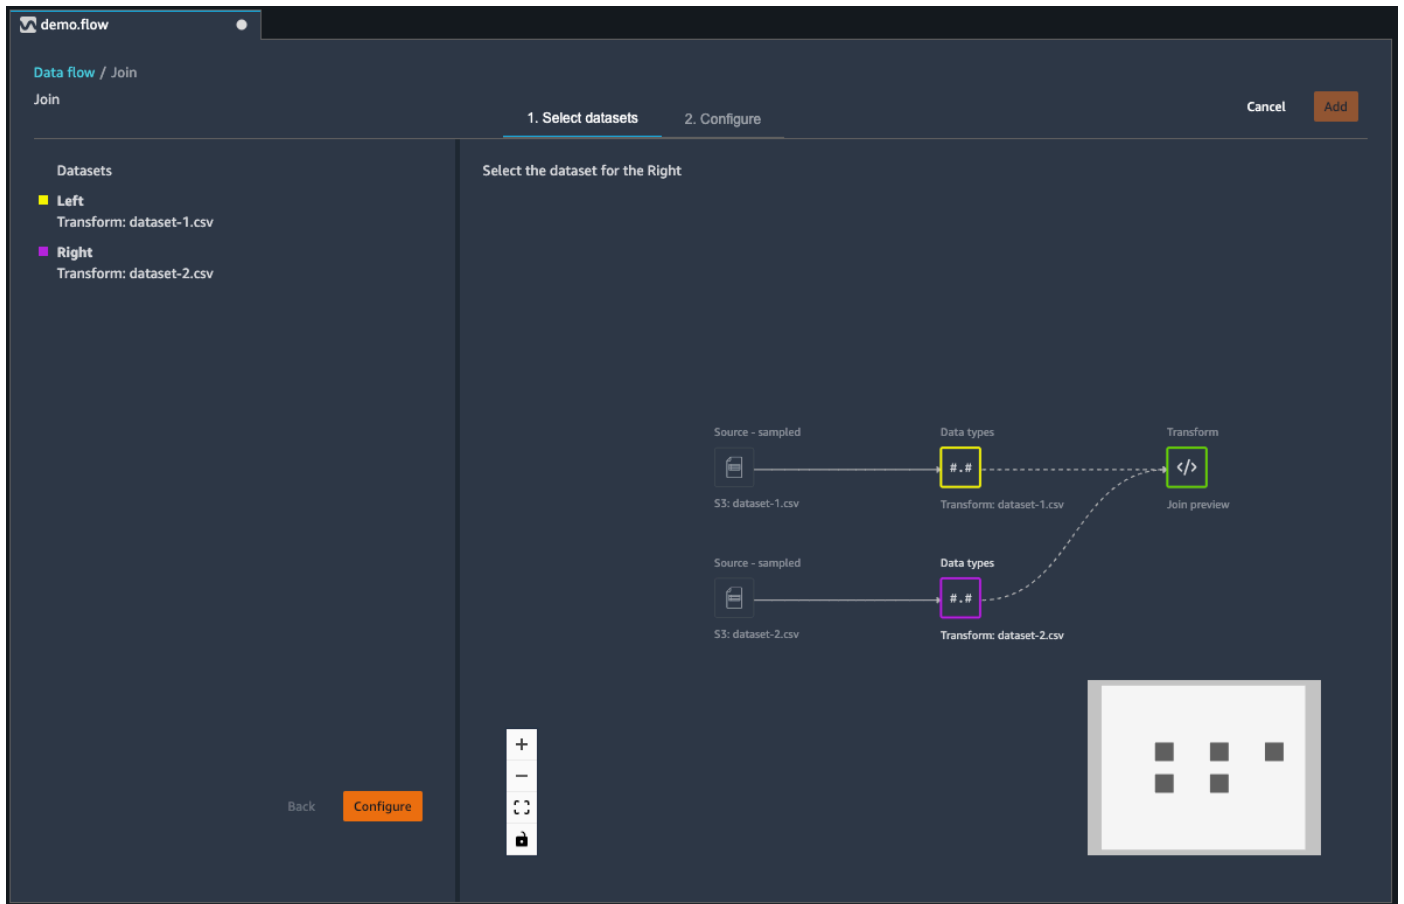 demo.flow
Data flow / Join
Join
1. Select datasets
2. Configure
Cancel
Add
Datasets
Left
Transform: dataset-1.csv
Right
Transform: dataset-2.csv
Back
Configure
Select the dataset for the Right
Source - sampled
Data types
Transform
#.#
</>
S3: dataset-1.csv
Transform: dataset-1.csv
Join preview
Source - sampled
Data types
#.#
S3: dataset-2.csv
Transform: dataset-2.csv